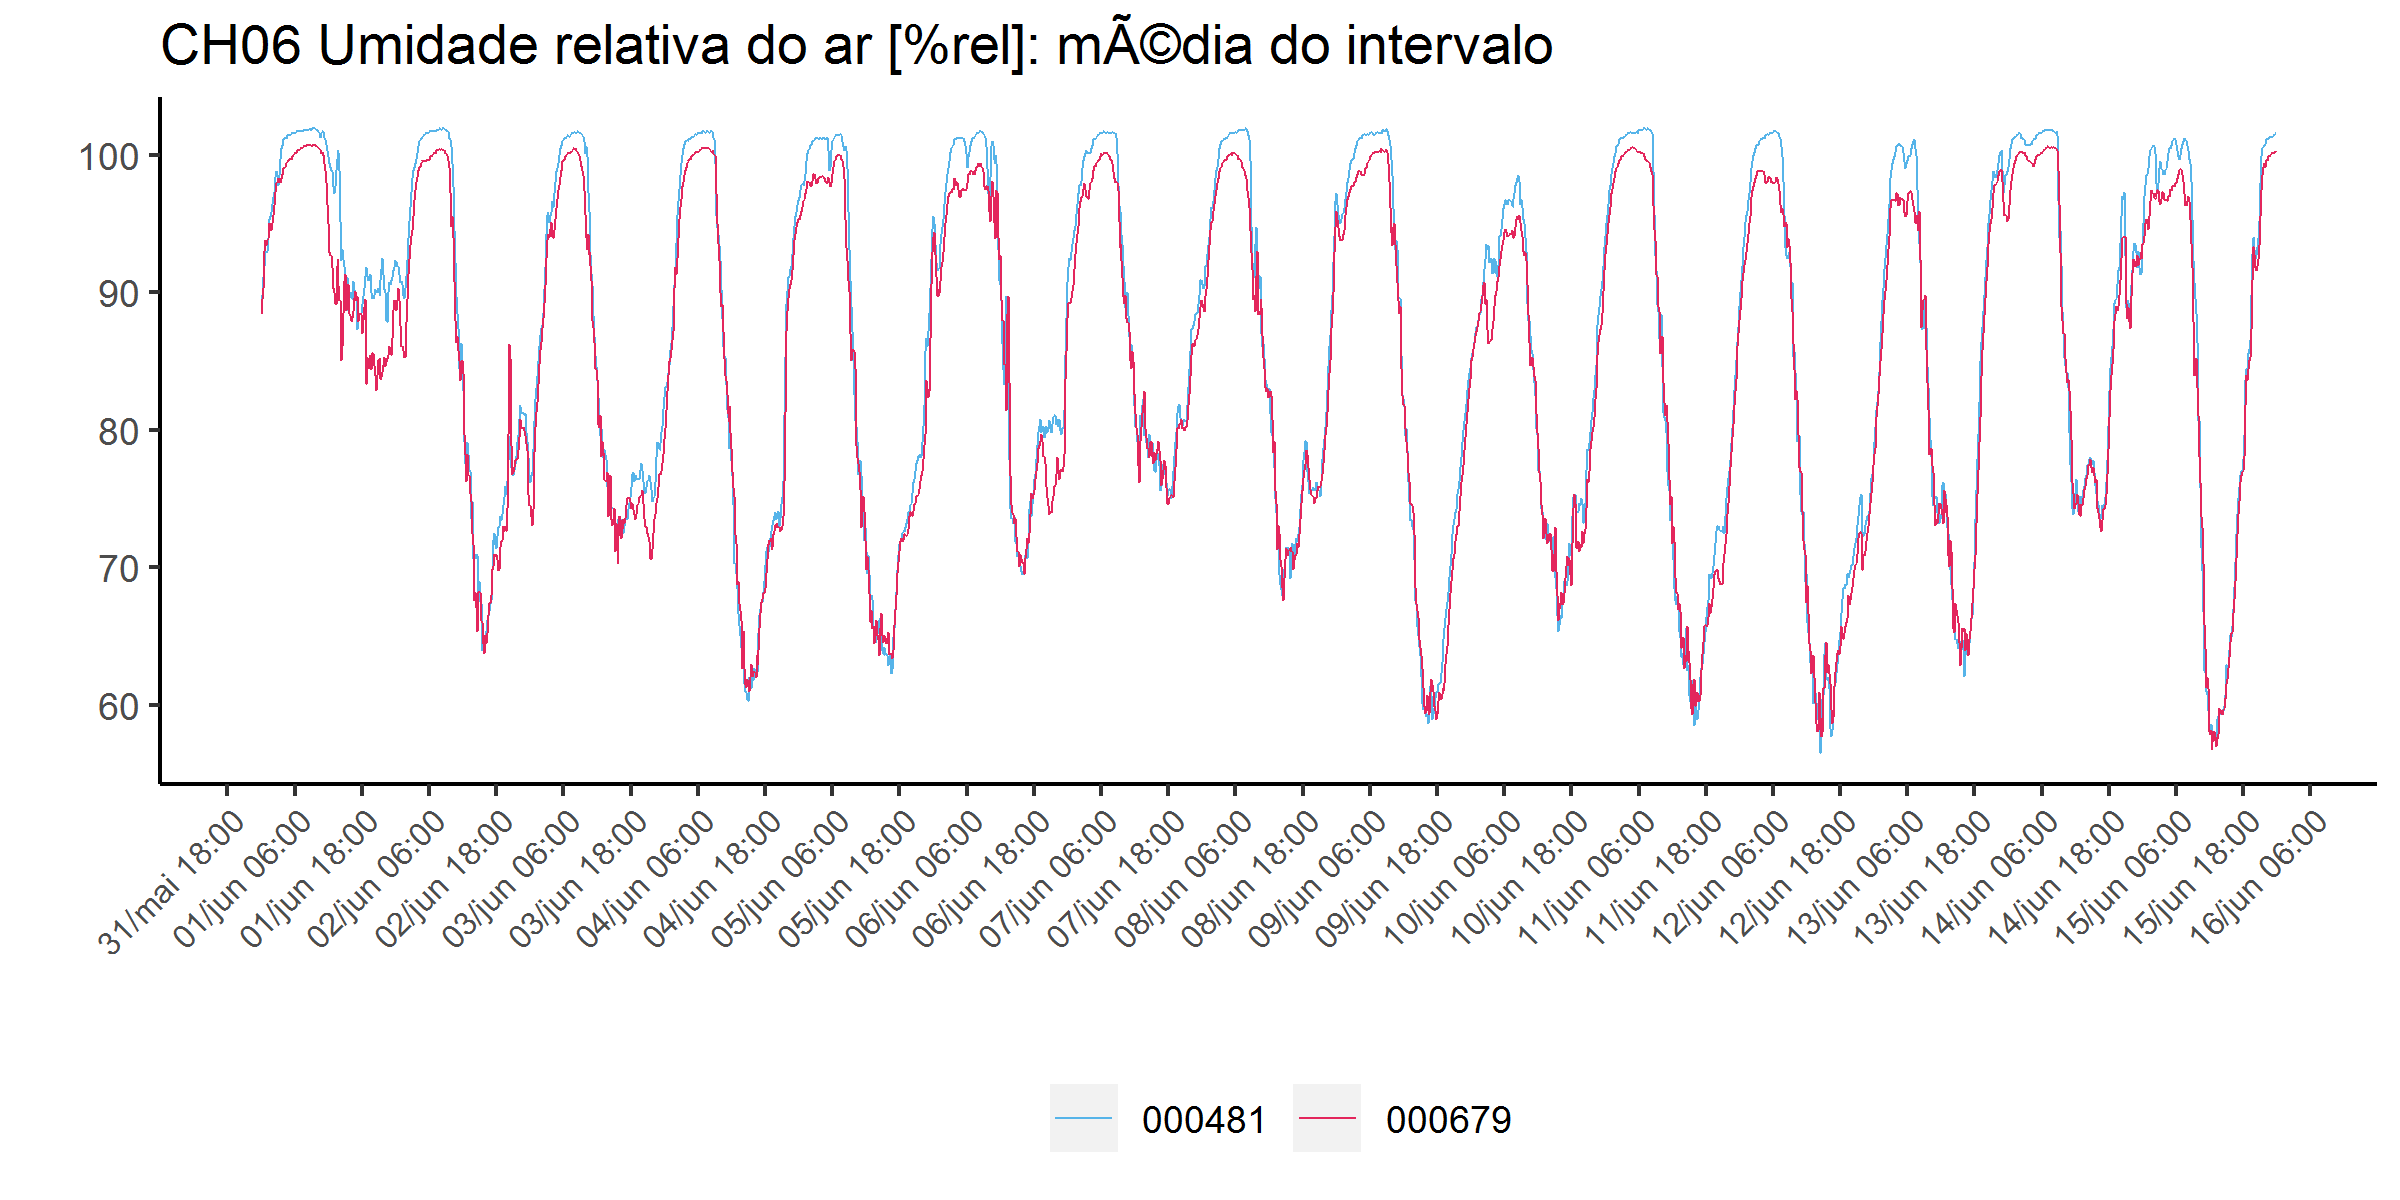 CH06 Umidade relativa do ar [%rel]: mÃ©dia do intervalo
100
90
80
70
60
31/mai 18:00
01/jun 06:00
01/jun 18:00
02/jun 06:00
02/jun 18:00
03/jun 06:00
03/jun 18:00
04/jun 06:00
04/jun 18:00
05/jun 06:00
05/jun 18:00
06/jun 06:00
06/jun 18:00
07/jun 06:00
07/jun 18:00
08/jun 06:00
08/jun 18:00
09/jun 06:00
09/jun 18:00
10/jun 06:00
10/jun 18:00
11/jun 06:00
11/jun 18:00
12/jun 06:00
12/jun 18:00
13/jun 06:00
13/jun 18:00
14/jun 06:00
14/jun 18:00
15/jun 06:00
15/jun 18:00
16/jun 06:00
000481
000679